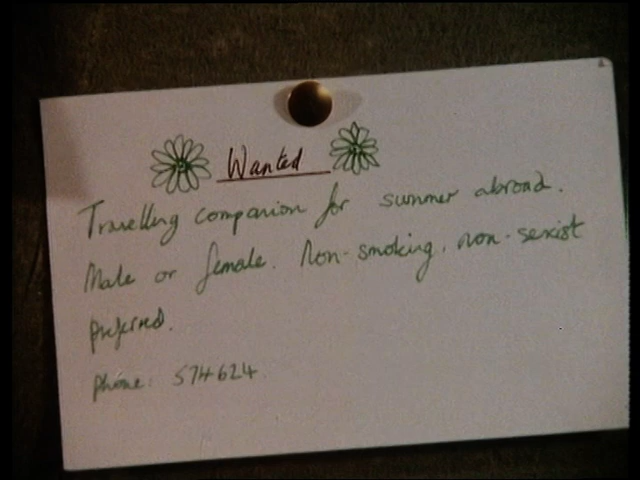 Wanted
Travelling companion for summer abroad.
Male or female. Non-smoking, non-sexist
preferred.
phone: 574624.